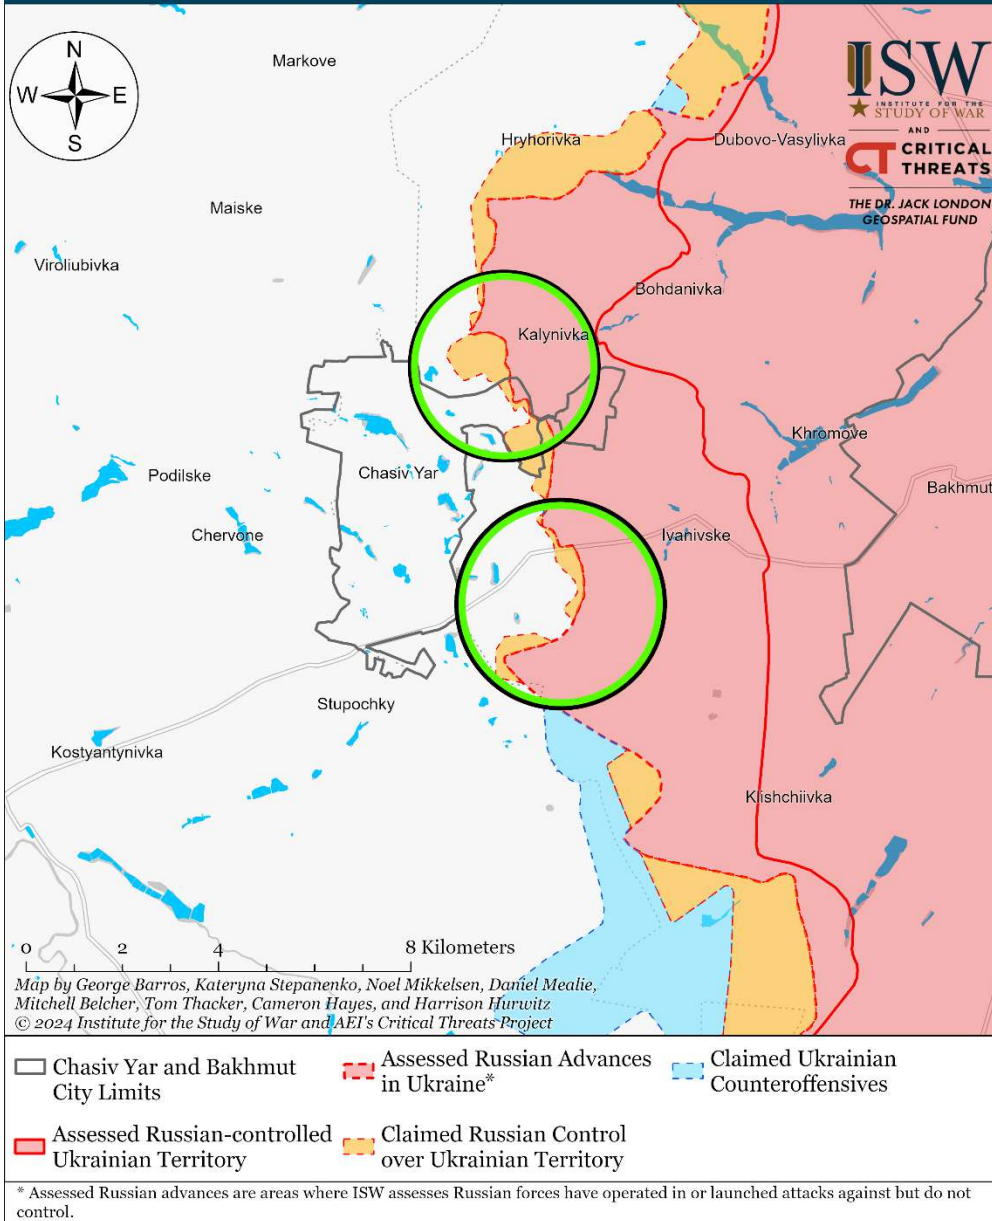 N
W
E
S
ISW
INSTITUTE FOR THE
STUDY OF WAR
AND
CT CRITICAL
THREATS
THE DR. JACK LONDON
GEOSPATIAL FUND
Markove
Hryhorivka
Dubovo-Vasylivka
Maiske
Viroliubivka
Bohdanivka
Kalynivka
Khromove
Podilske
Chasiv Yar
Bakhmut
Chervone
Ivanivske
Stupochky
Kostyantynivka
Klishchiivka
0 2 4 8 Kilometers
Map by George Barros, Kateryna Stepanenko, Noel Mikkelsen, Daniel Mealie,
Mitchell Belcher, Tom Thacker, Cameron Hayes, and Harrison Hurwitz
© 2024 Institute for the Study of War and AEI's Critical Threats Project
Chasiv Yar and Bakhmut
City Limits
Assessed Russian Advances
in Ukraine*
Claimed Ukrainian
Counteroffensives
Assessed Russian-controlled
Ukrainian Territory
Claimed Russian Control
over Ukrainian Territory
* Assessed Russian advances are areas where ISW assesses Russian forces have operated in or launched attacks against but do not
control.